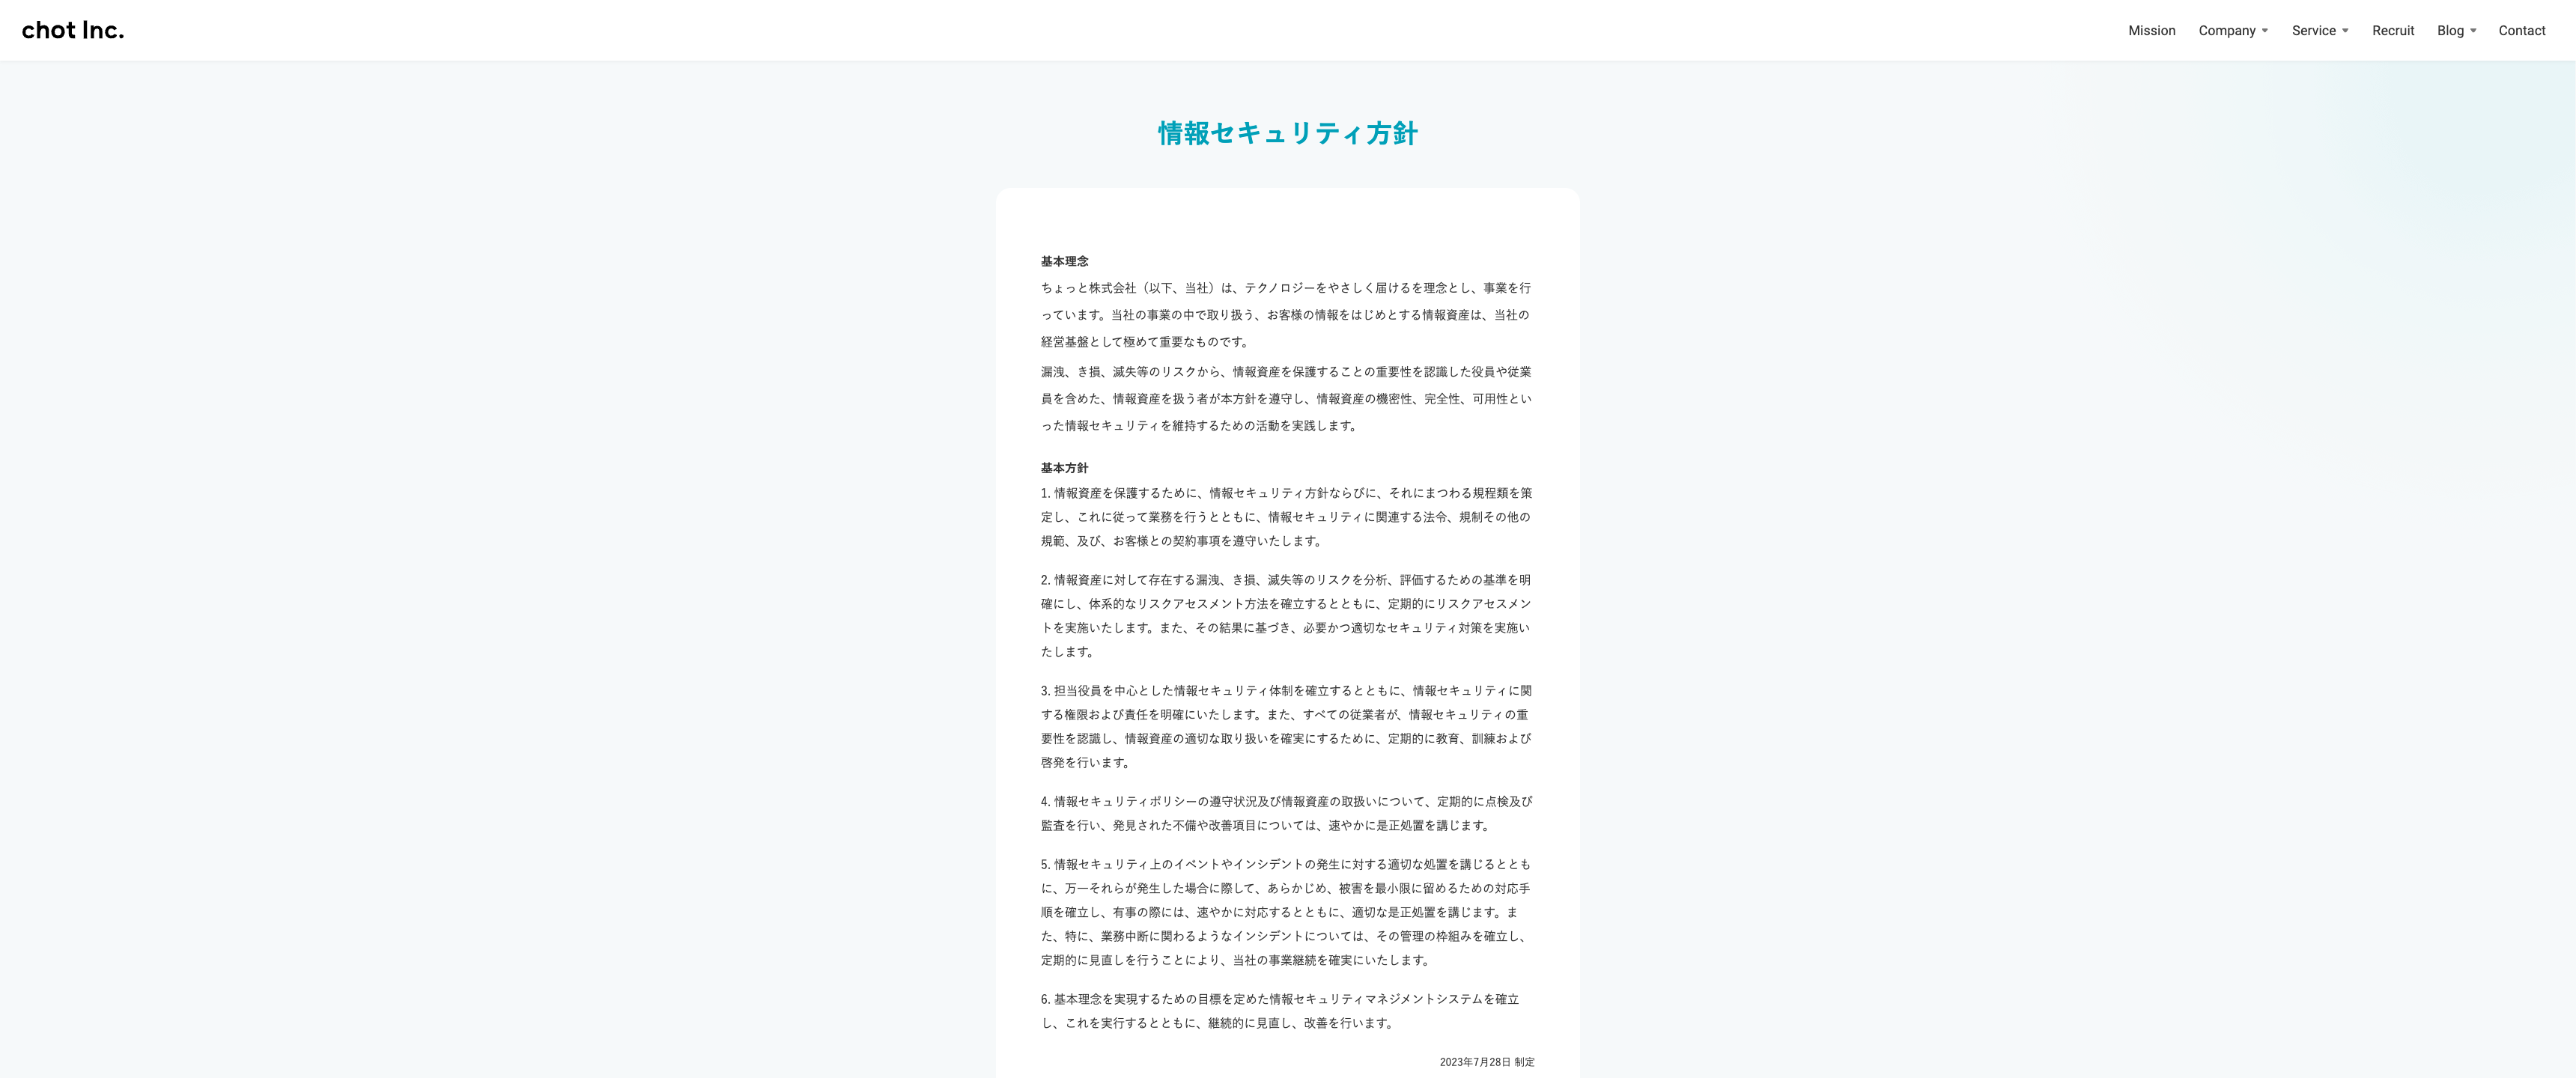 chot Inc.
Mission Company Service Recruit Blog Contact
情報セキュリティ方針
基本理念
ちょっと株式会社（以下、当社）は、テクノロジーをやさしく届けるを理念とし、事業を行
っています。当社の事業の中で取り扱う、お客様の情報をはじめとする情報資産は、当社の
経営基盤として極めて重要なものです。
漏洩、き損、滅失等のリスクから、情報資産を保護することの重要性を認識した役員や従業
員を含めた、情報資産を扱う者が本方針を遵守し、情報資産の機密性、完全性、可用性とい
った情報セキュリティを維持するための活動を実践します。
基本方針
1. 情報資産を保護するために、情報セキュリティ方針ならびに、それにまつわる規程類を策
定し、これに従って業務を行うとともに、情報セキュリティに関連する法令、規制その他の
規範、及び、お客様との契約事項を遵守いたします。
2. 情報資産に対して存在する漏洩、き損、滅失等のリスクを分析、評価するための基準を明
確にし、体系的なリスクアセスメント方法を確立するとともに、定期的にリスクアセスメン
トを実施いたします。また、その結果に基づき、必要かつ適切なセキュリティ対策を実施い
たします。
3. 担当役員を中心とした情報セキュリティ体制を確立するとともに、情報セキュリティに関
する権限および責任を明確にいたします。また、すべての従業者が、情報セキュリティの重
要性を認識し、情報資産の適切な取り扱いを確実にするために、定期的に教育、訓練および
啓発を行います。
4. 情報セキュリティポリシーの遵守状況及び情報資産の取扱いについて、定期的に点検及び
監査を行い、発見された不備や改善項目については、速やかに是正処置を講じます。
5. 情報セキュリティ上のイベントやインシデントの発生に対する適切な処置を講じるととも
に、万一それらが発生した場合に際して、あらかじめ、被害を最小限に留めるための対応手
順を確立し、有事の際には、速やかに対応するとともに、適切な是正処置を講じます。ま
た、特に、業務中断に関わるようなインシデントについては、その管理の枠組みを確立し、
定期的に見直しを行うことにより、当社の事業継続を確実にいたします。
6. 基本理念を実現するための目標を定めた情報セキュリティマネジメントシステムを確立
し、これを実行するとともに、継続的に見直し、改善を行います。
2023年7月28日 制定